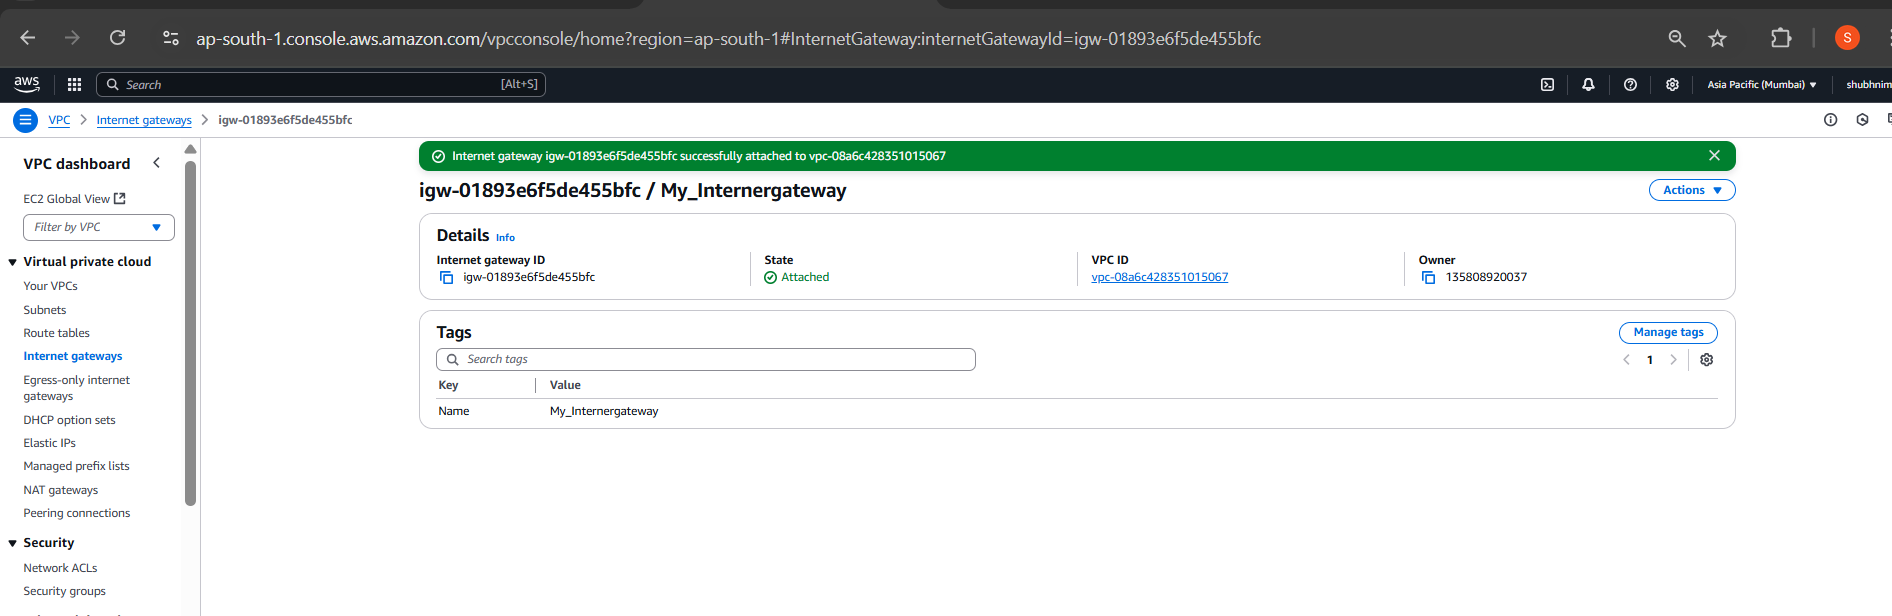 ap-south-1.console.aws.amazon.com/vpcconsole/home?region=ap-south-1#InternetGateway:internetGatewayId=igw-01893e6f5de455bfc
S
aws
Search
[Alt+S]
Asia Pacific (Mumbai)
shubhnim
VPC
Internet gateways
igw-01893e6f5de455bfc
VPC dashboard
EC2 Global View
Filter by VPC
Virtual private cloud
Your VPCs
Subnets
Route tables
Internet gateways
Egress-only internet
gateways
DHCP option sets
Elastic IPs
Managed prefix lists
NAT gateways
Peering connections
Security
Network ACLs
Security groups
Internet gateway igw-01893e6f5de455bfc successfully attached to vpc-08a6c428351015067
igw-01893e6f5de455bfc / My_Internergateway
Actions
Details Info
Internet gateway ID
igw-01893e6f5de455bfc
State
Attached
VPC ID
vpc-08a6c428351015067
Owner
135808920037
Tags
Manage tags
Search tags
1
Key Value
Name My_Internergateway